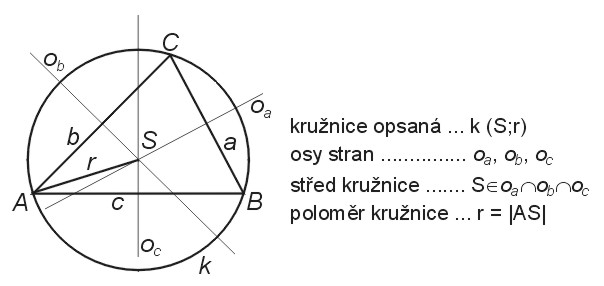 C
o_b
o_a
b
S
a
r
A
c
B
o_c
k
kružnice opsaná ... k (S;r)
osy stran ............... o_a, o_b, o_c
střed kružnice ....... S∈o_a∩o_b∩o_c
poloměr kružnice ... r = |AS|